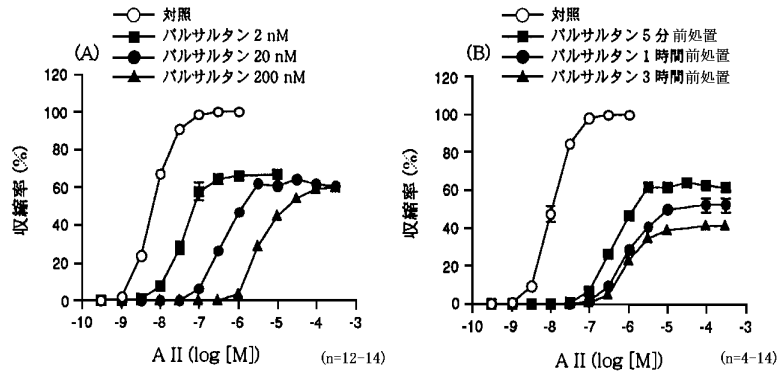 (A)
対照
バルサルタン 2 nM
バルサルタン 20 nM
バルサルタン 200 nM
収縮率 (%)
120
100
80
60
40
20
0
-10 -9 -8 -7 -6 -5 -4 -3
A II (log [M])
(n=12-14)
(B)
対照
バルサルタン 5 分前処置
バルサルタン 1 時間前処置
バルサルタン 3 時間前処置
収縮率 (%)
120
100
80
60
40
20
0
-10 -9 -8 -7 -6 -5 -4 -3
A II (log [M])
(n=4-14)